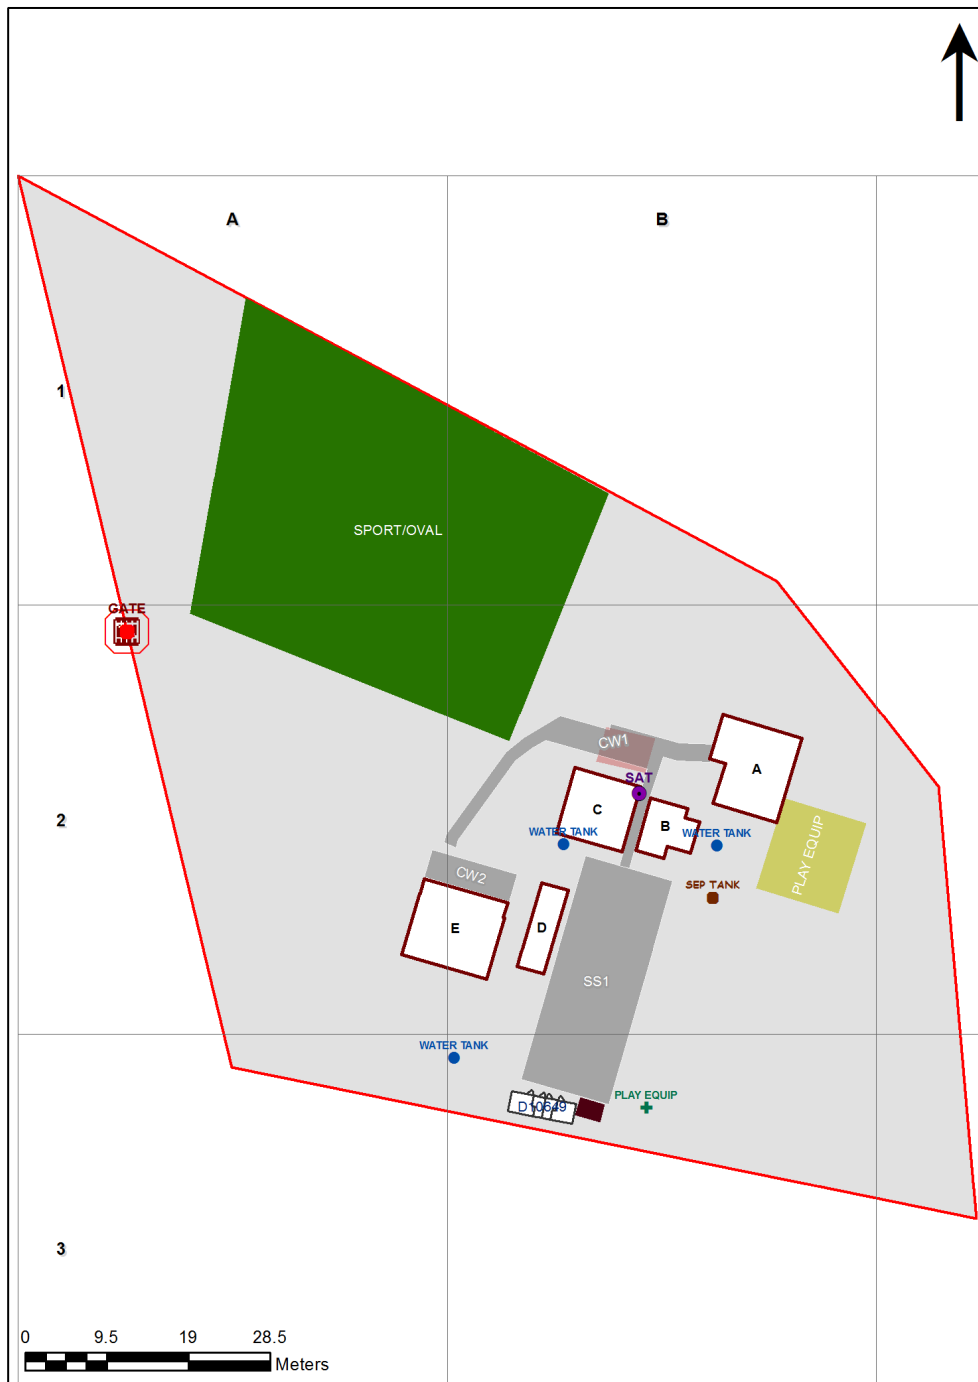 A
B
1
SPORT/OVAL
GATE
CW1
A
SAT
C
B
2
WATER TANK
WATER TANK
PLAY EQUIP
CW2
SEP TANK
E
D
SS1
WATER TANK
PLAY EQUIP
D10649
3
0 9.5 19 28.5
Meters